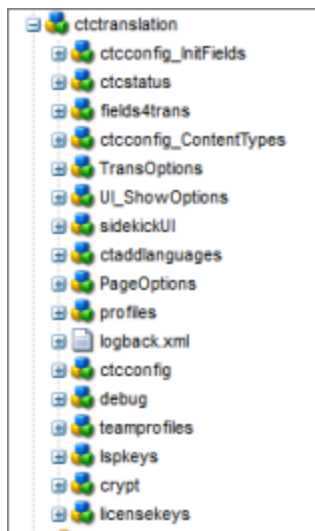 ctctranslation
ctcconfig_InitFields
ctcstatus
fields4trans
ctcconfig_ContentTypes
TransOptions
UI_ShowOptions
sidekickUI
ctaddlanguages
PageOptions
profiles
logback.xml
ctcconfig
debug
teamprofiles
lspkeys
crypt
licensekeys